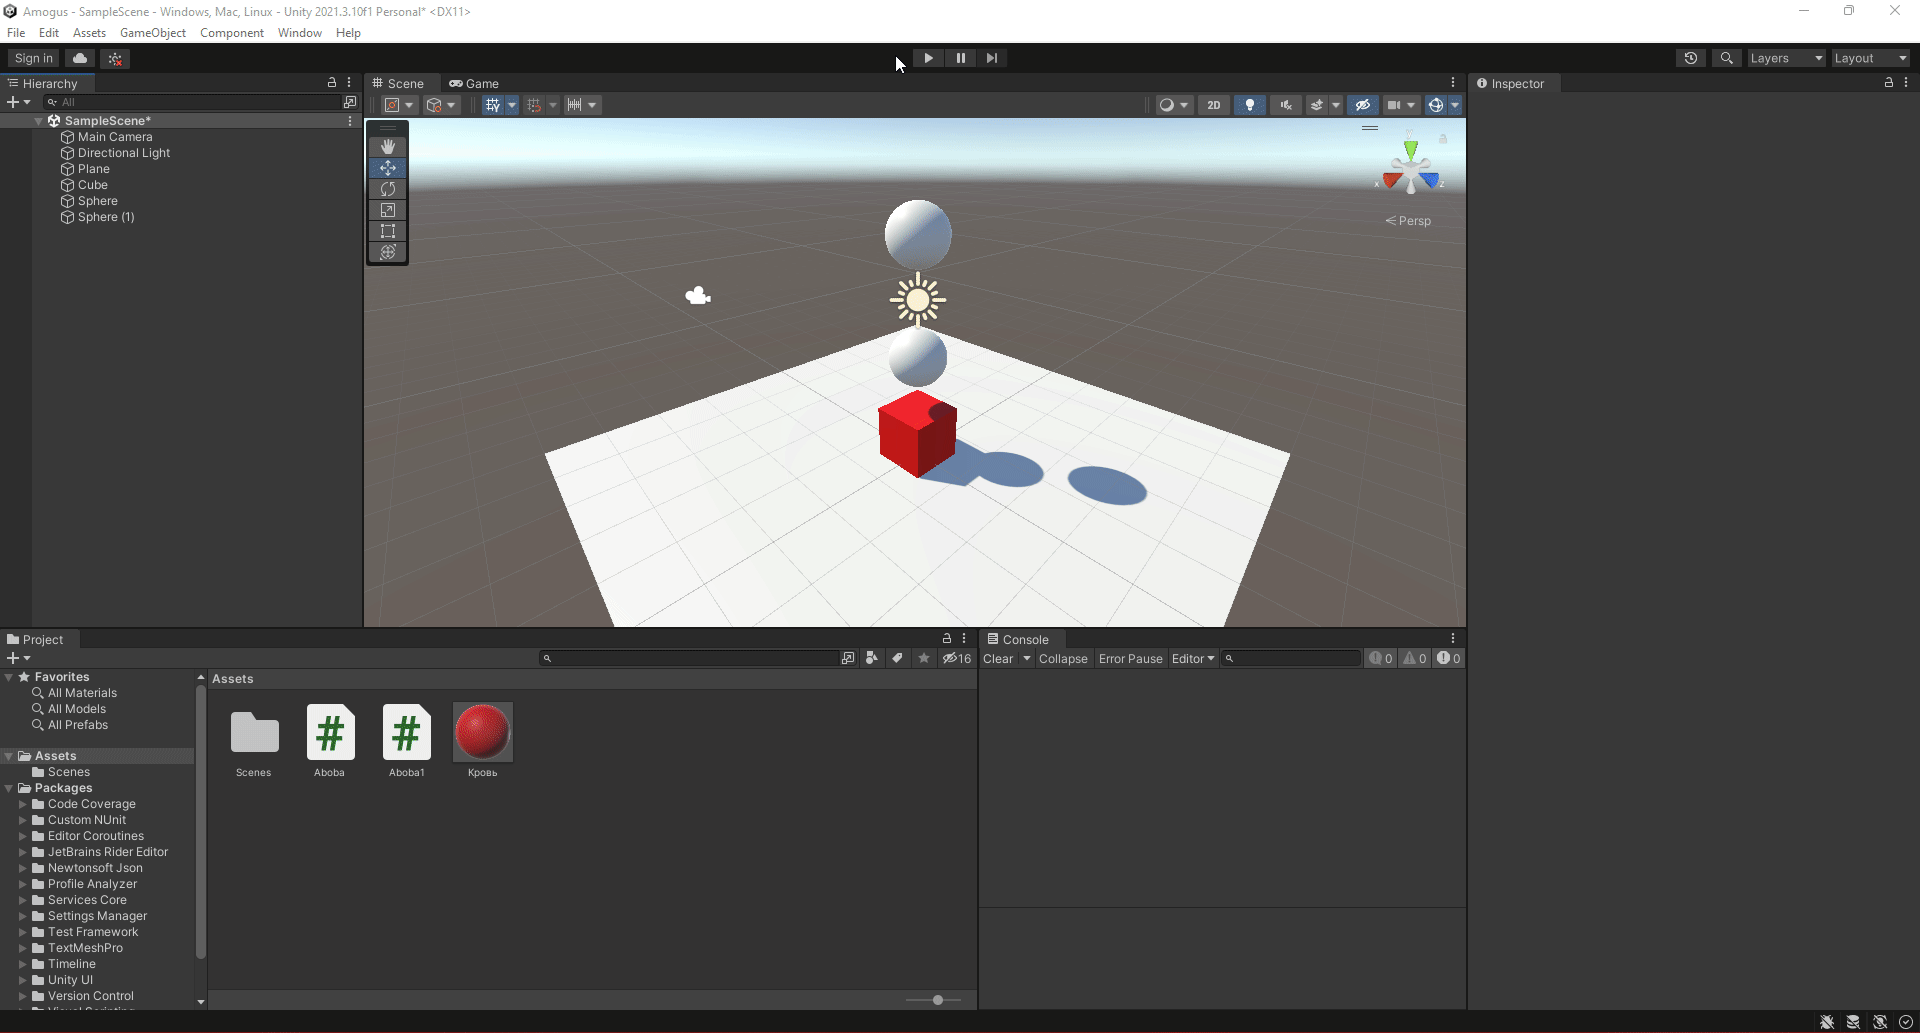 Amogus - SampleScene - Windows, Mac, Linux - Unity 2021.3.10f1 Personal* <DX11>
File Edit Assets GameObject Component Window Help
Sign in
Layers
Layout
Hierarchy
All
SampleScene*
Main Camera
Directional Light
Plane
Cube
Sphere
Sphere (1)
Scene
Game
2D
y
x
z
Persp
Inspector
Project
16
Favorites
All Materials
All Models
All Prefabs
Assets
Scenes
Packages
Code Coverage
Custom NUnit
Editor Coroutines
JetBrains Rider Editor
Newtonsoft Json
Profile Analyzer
Services Core
Settings Manager
Test Framework
TextMeshPro
Timeline
Unity UI
Version Control
Assets
Scenes
Aboba
Aboba1
Кровь
Console
Clear Collapse Error Pause Editor
0 0 0